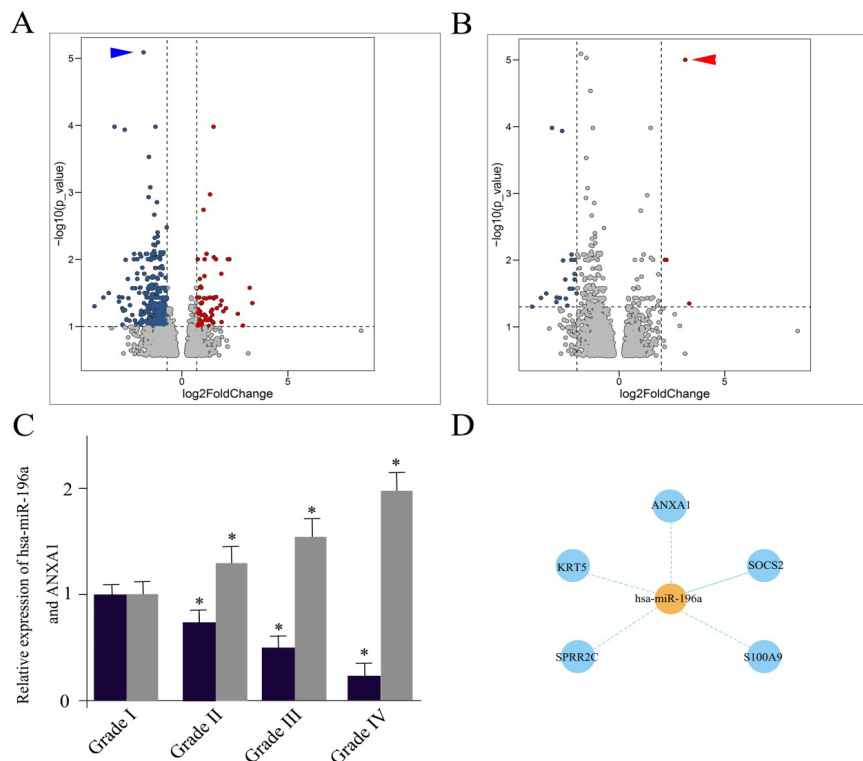 A
5
4
3
2
1
−log10(p_value)
0
5
log2FoldChange
B
5
4
3
2
1
−log10(p_value)
0
5
log2FoldChange
C
Relative expression of hsa-miR-196a
and ANXA1
2
1
0
*
*
*
*
*
*
Grade I
Grade II
Grade III
Grade IV
D
ANXA1
KRT5
SOCS2
hsa-miR-196a
SPRR2C
S100A9